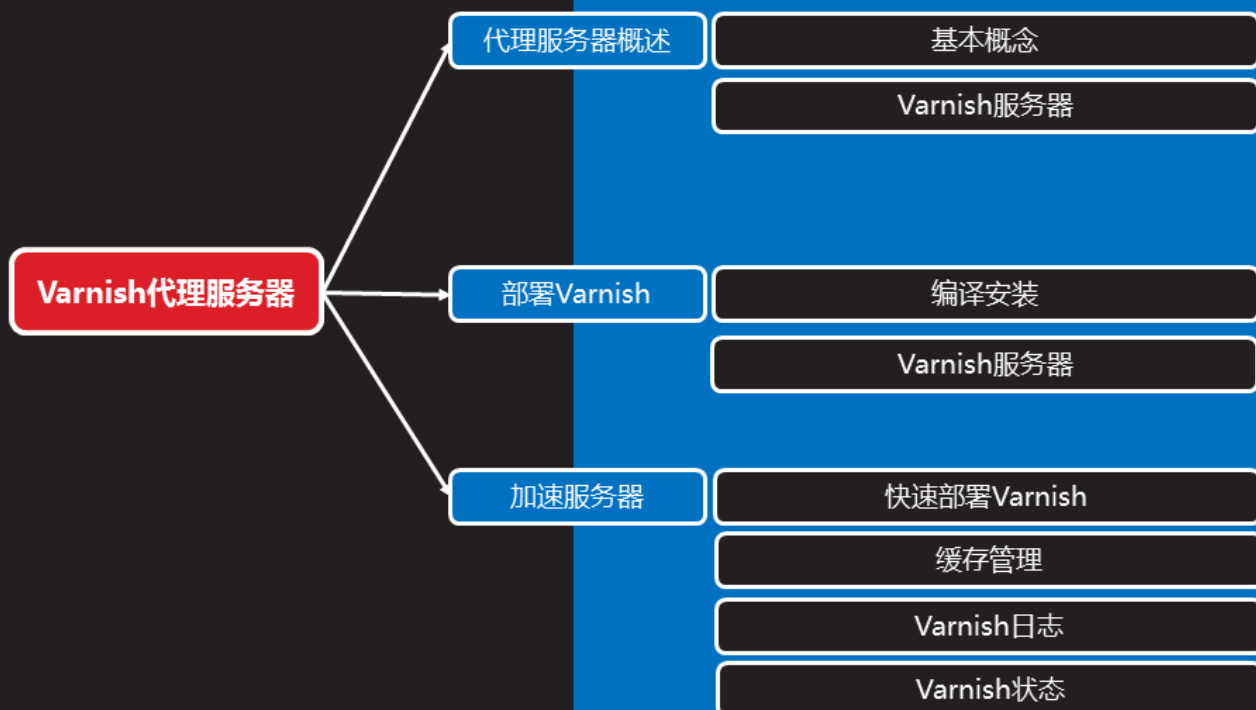 Varnish代理服务器
代理服务器概述
基本概念
Varnish服务器
部署Varnish
编译安装
Varnish服务器
加速服务器
快速部署Varnish
缓存管理
Varnish日志
Varnish状态